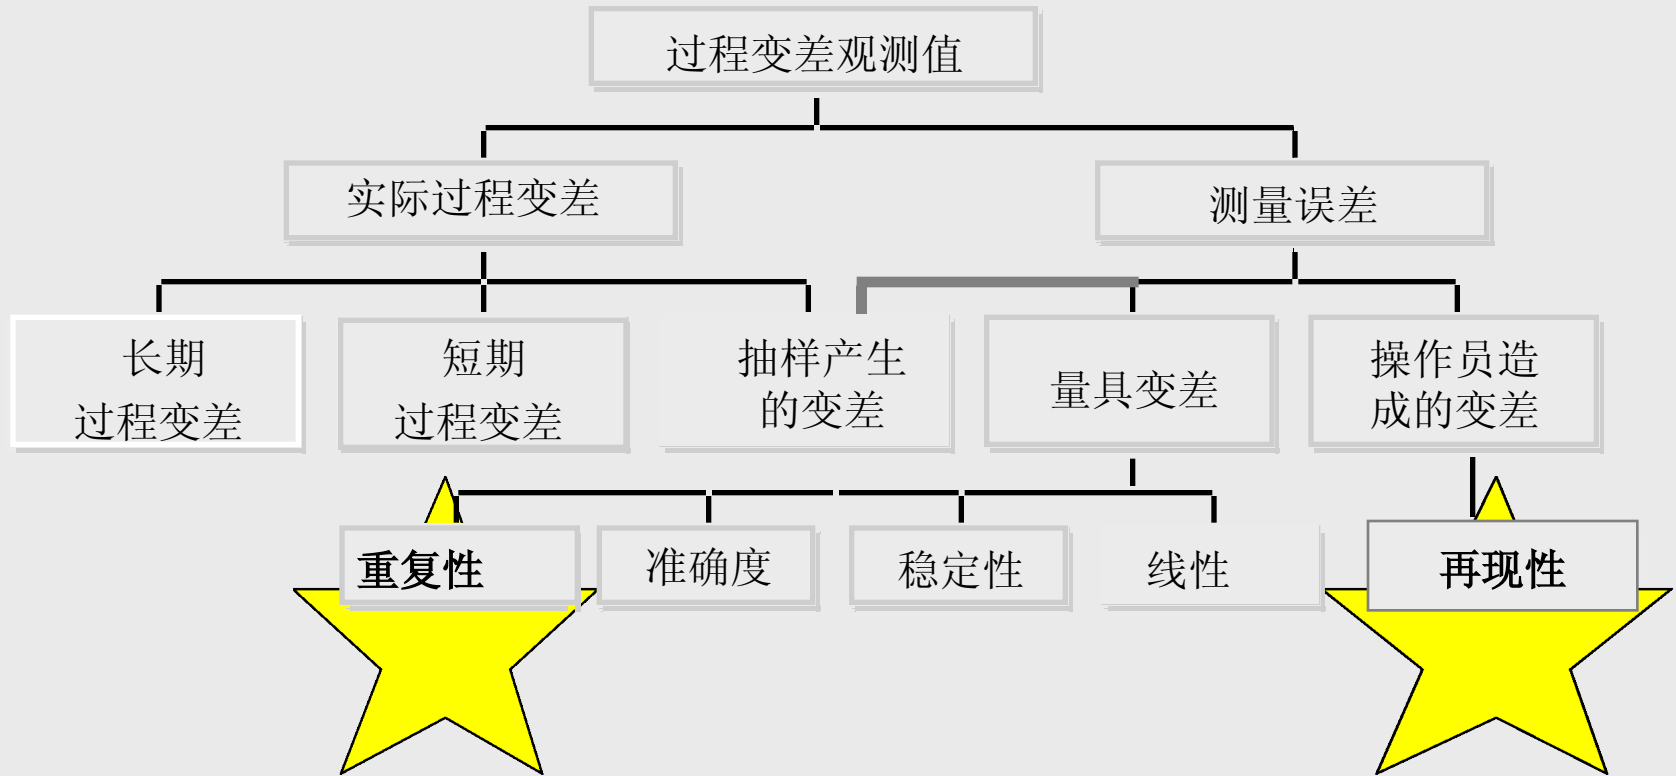 过程变差观测值
实际过程变差
测量误差
长期
过程变差
短期
过程变差
抽样产生
的变差
量具变差
操作员造
成的变差
重复性
准确度
稳定性
线性
再现性